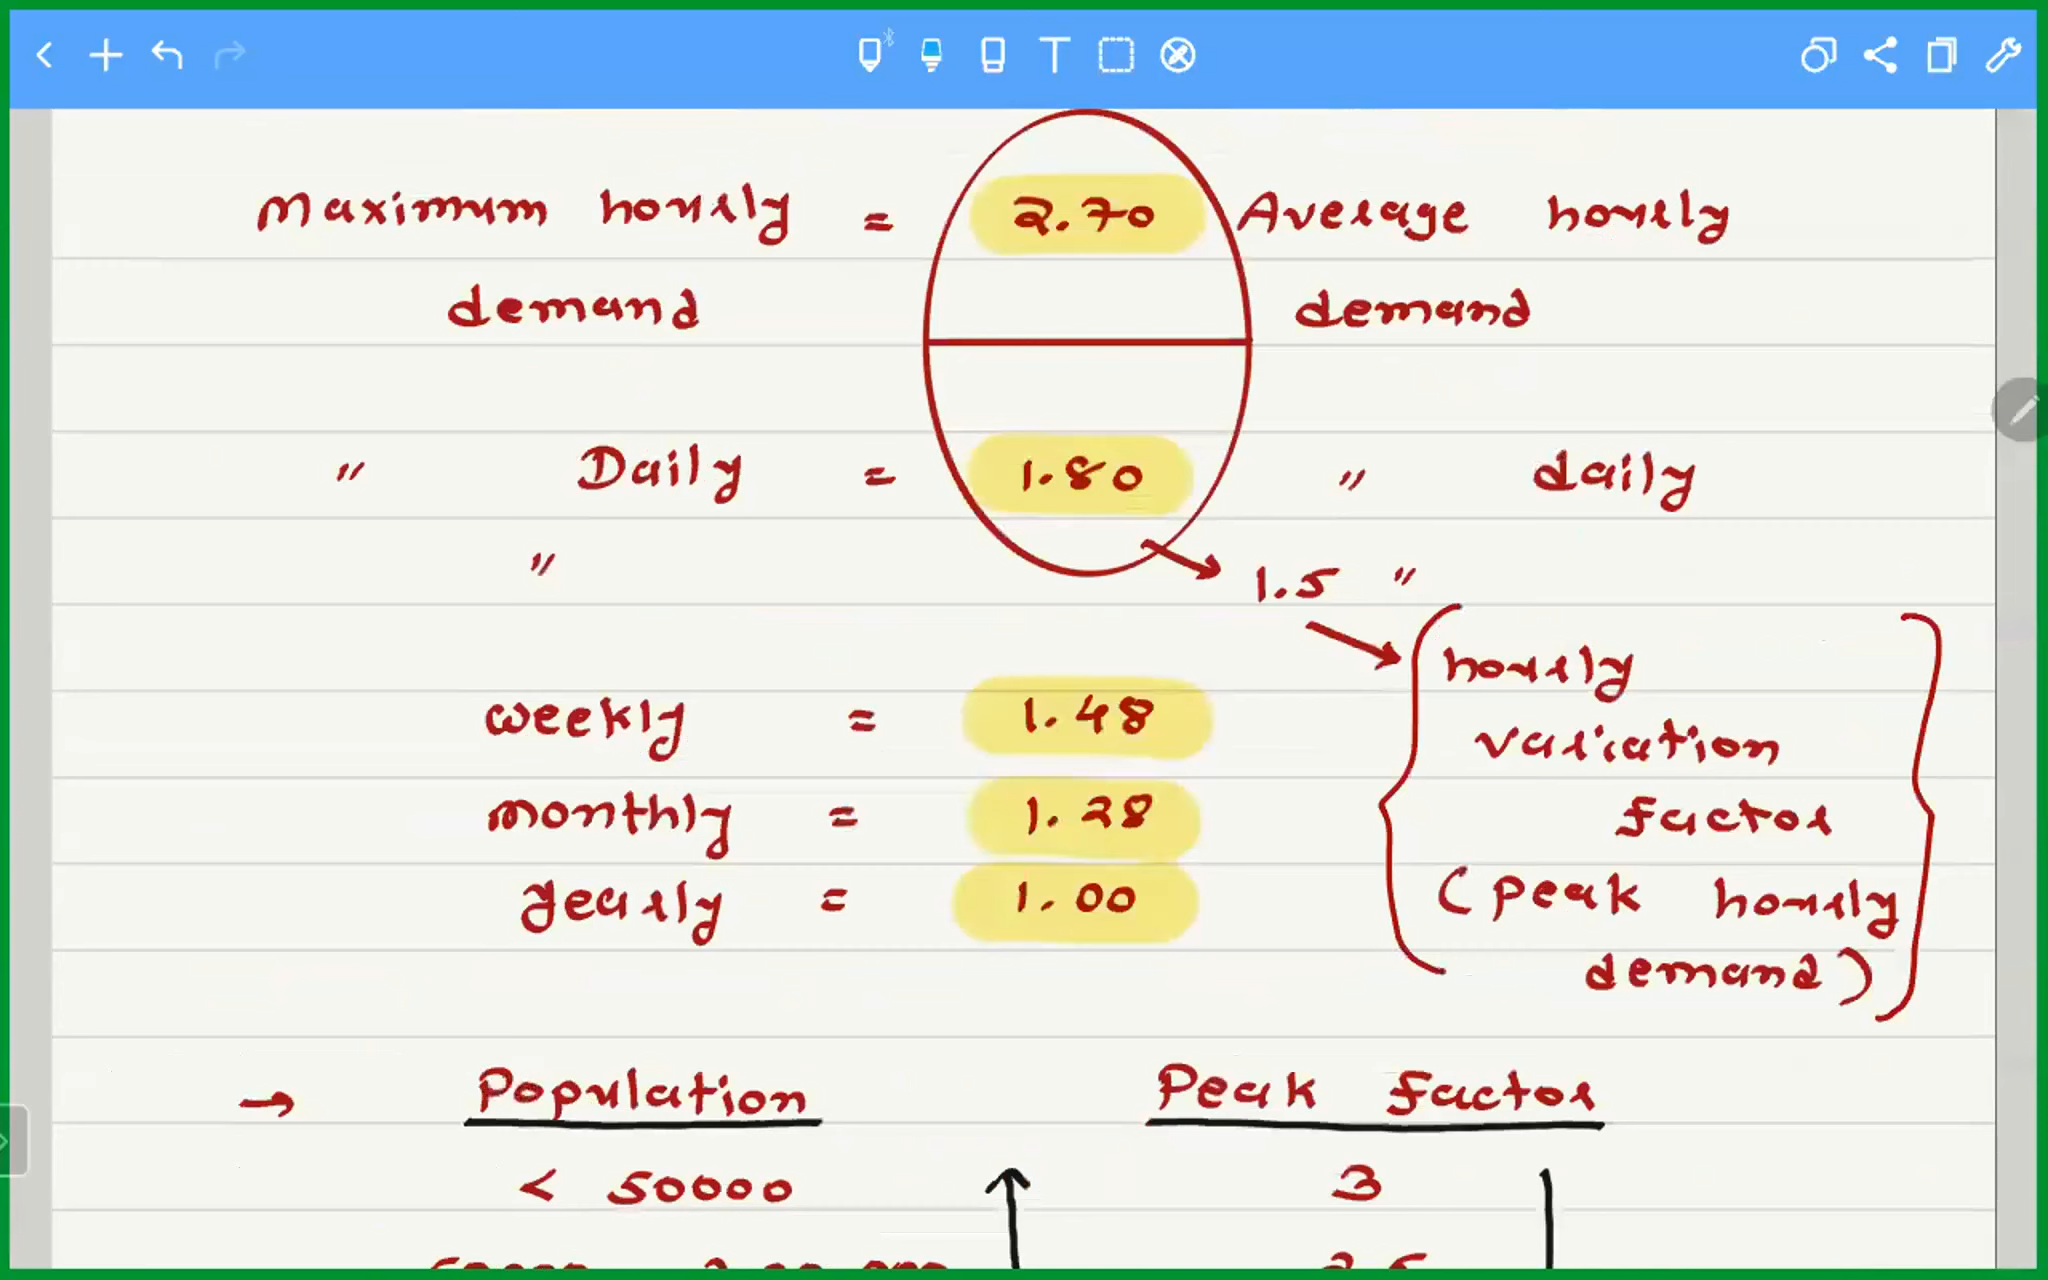 Maximum hourly = 2.70 Average hourly
demand demand
" Daily = 1.80 " daily
" 1.5 "
hourly
weekly = 1.48
variation
monthly = 1.28 factor
yearly = 1.00 (peak hourly
demand)
→ Population Peak factor
< 50000 3